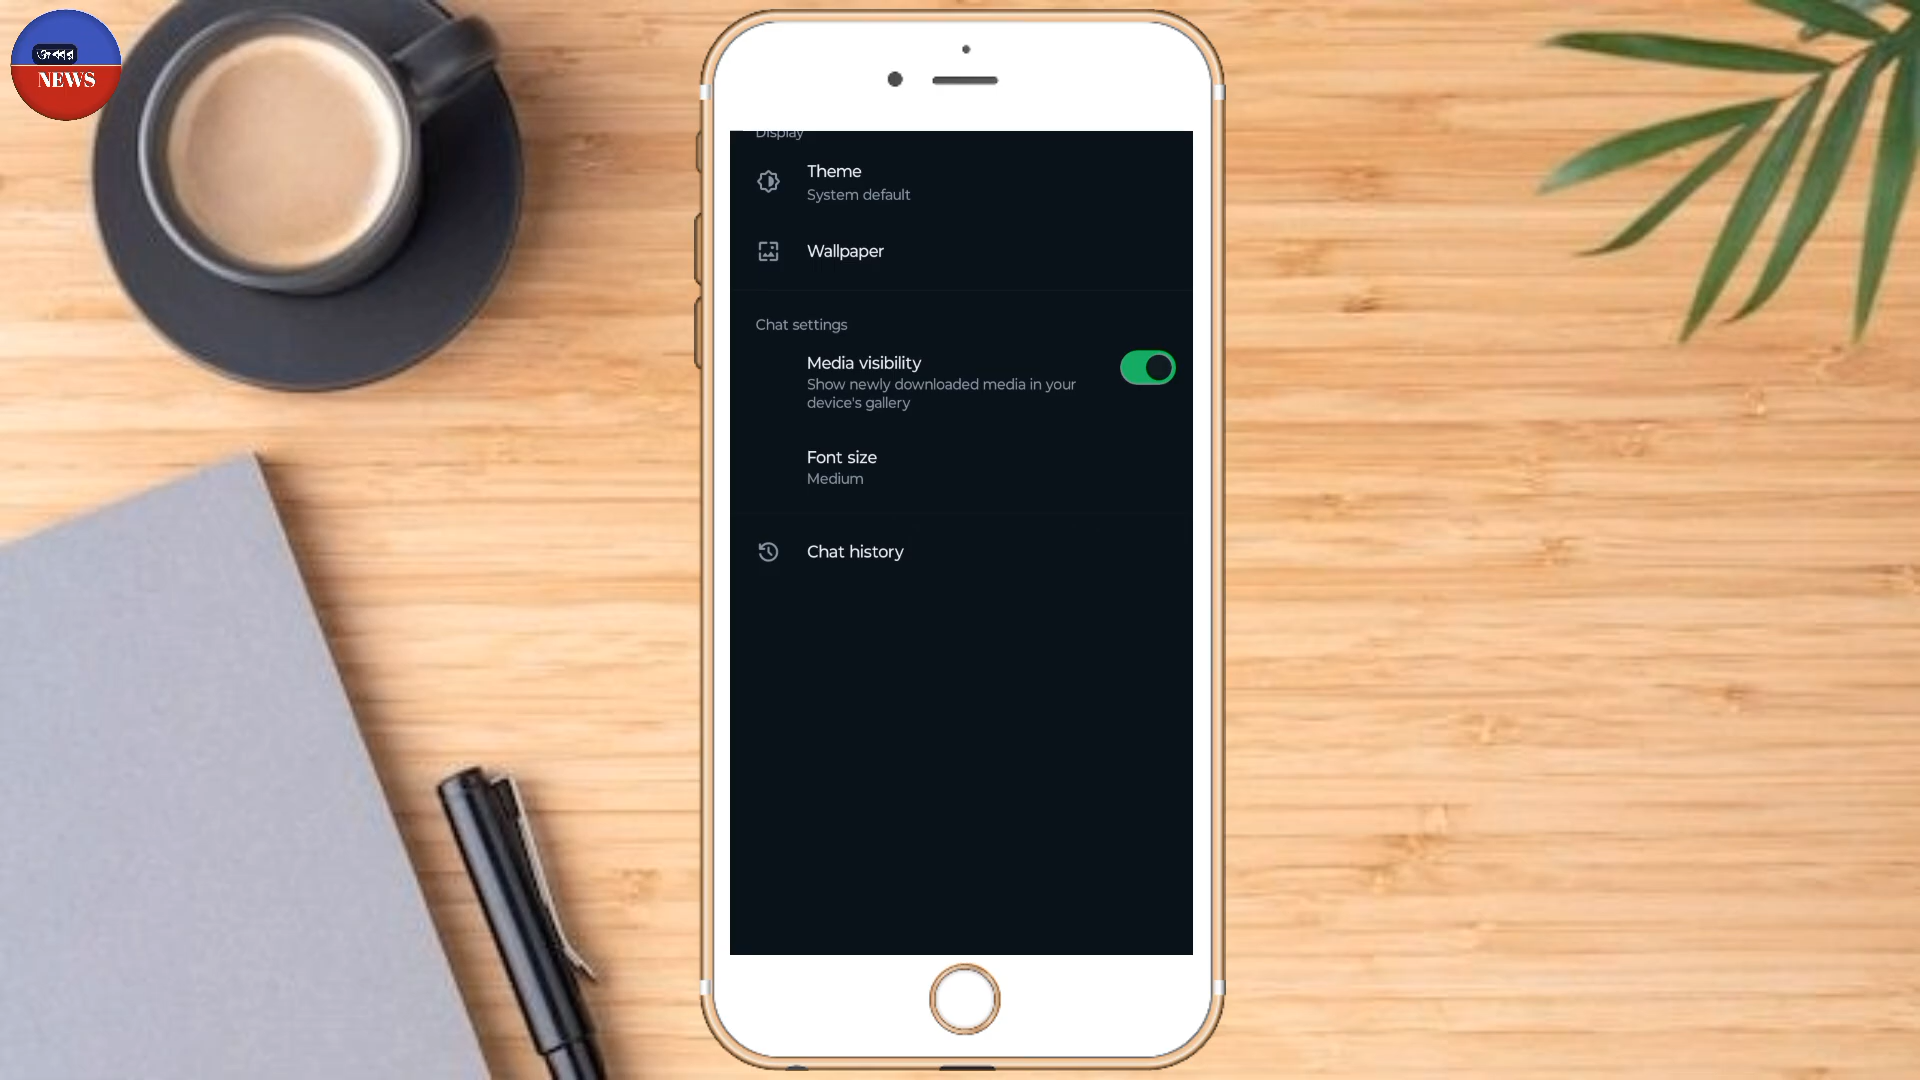 জব্বার
NEWS
Display
Theme
System default
Wallpaper
Chat settings
Media visibility
Show newly downloaded media in your
device's gallery
Font size
Medium
Chat history